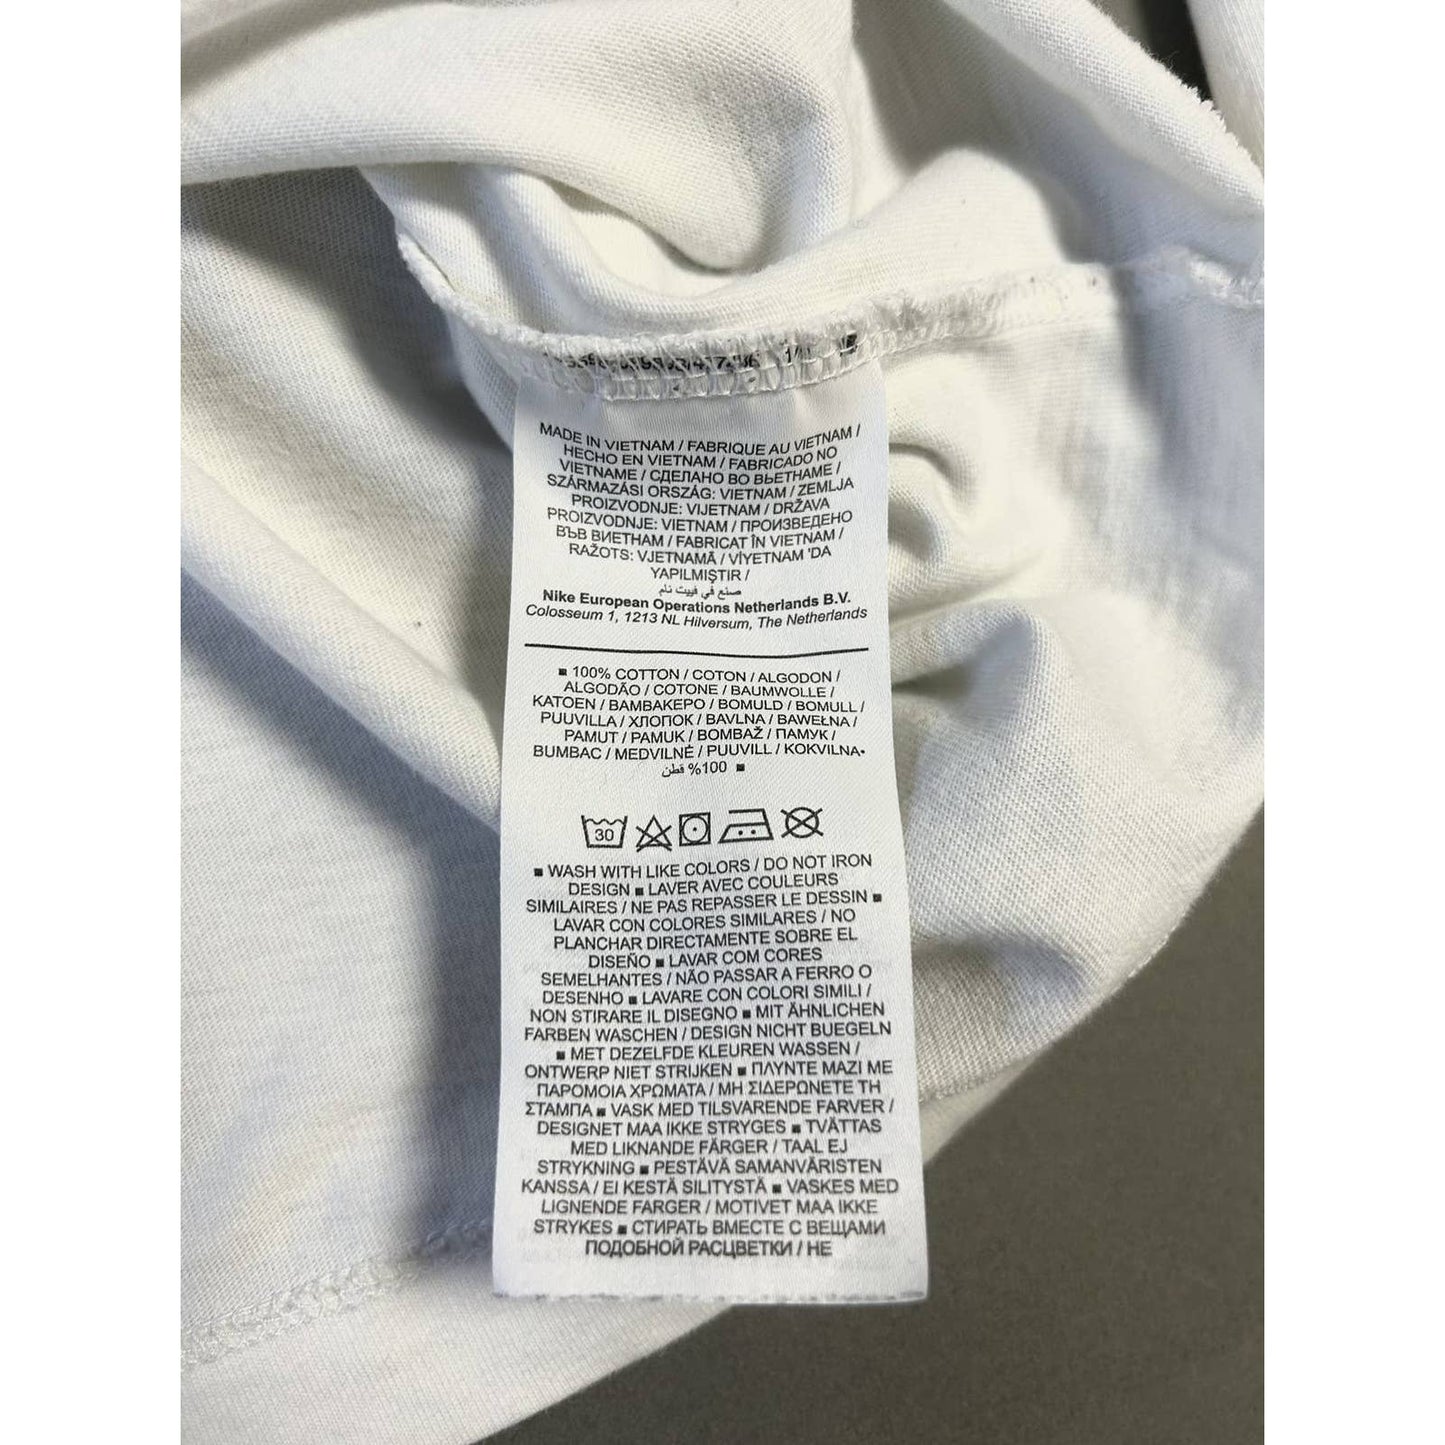 MADE IN VIETNAM / FABRIQUE AU VIETNAM /
HECHO EN VIETNAM / FABRICADO NO
VIETNAME / СДЕЛАНО ВО ВЬЕТНАМЕ /
SZÁRMAZÁSI ORSZÁG: VIETNAM / ZEMLJA
PROIZVODNJE: VIJETNAM / DRŽAVA
PROIZVODNJE: VIETNAM / ПРОИЗВЕДЕНО
ВЪВ ВИЕТНАМ / FABRICAT ÎN VIETNAM /
RAŽOTS: VJETNAMĀ / VİYETNAM 'DA
YAPILMIŞTIR /
صنع في فييت نام
Nike European Operations Netherlands B.V.
Colosseum 1, 1213 NL Hilversum, The Netherlands
■ 100% COTTON / COTON / ALGODON /
ALGODÃO / COTONE / BAUMWOLLE /
KATOEN / ΒΑΜΒΑΚΕΡΟ / BOMULD / BOMULL /
PUUVILLA / ХЛОПОК / BAVLNA / BAWEŁNA /
PAMUT / PAMUK / BOMBAŽ / ПАМУК /
BUMBAC / MEDVILNĖ / PUUVILL / KOKVILNA•
100% قطن ■
30
■ WASH WITH LIKE COLORS / DO NOT IRON
DESIGN ■ LAVER AVEC COULEURS
SIMILAIRES / NE PAS REPASSER LE DESSIN ■
LAVAR CON COLORES SIMILARES / NO
PLANCHAR DIRECTAMENTE SOBRE EL
DISEÑO ■ LAVAR COM CORES
SEMELHANTES / NÃO PASSAR A FERRO O
DESENHO ■ LAVARE CON COLORI SIMILI /
NON STIRARE IL DISEGNO ■ MIT ÄHNLICHEN
FARBEN WASCHEN / DESIGN NICHT BUEGELN
■ MET DEZELFDE KLEUREN WASSEN /
ONTWERP NIET STRIJKEN ■ ΠΛΥΝΤΕ ΜΑΖΙ ΜΕ
ΠΑΡΟΜΟΙΑ ΧΡΩΜΑΤΑ / ΜΗ ΣΙΔΕΡΩΝΕΤΕ ΤΗ
ΣΤΑΜΠΑ ■ VASK MED TILSVARENDE FARVER /
DESIGNET MAA IKKE STRYGES ■ TVÄTTAS
MED LIKNANDE FÄRGER / TAAL EJ
STRYKNING ■ PESTÄVÄ SAMANVÄRISTEN
KANSSA / EI KESTÄ SILITYSTÄ ■ VASKES MED
LIGNENDE FARGER / MOTIVET MAA IKKE
STRYKES ■ СТИРАТЬ ВМЕСТЕ С ВЕЩАМИ
ПОДОБНОЙ РАСЦВЕТКИ / НЕ